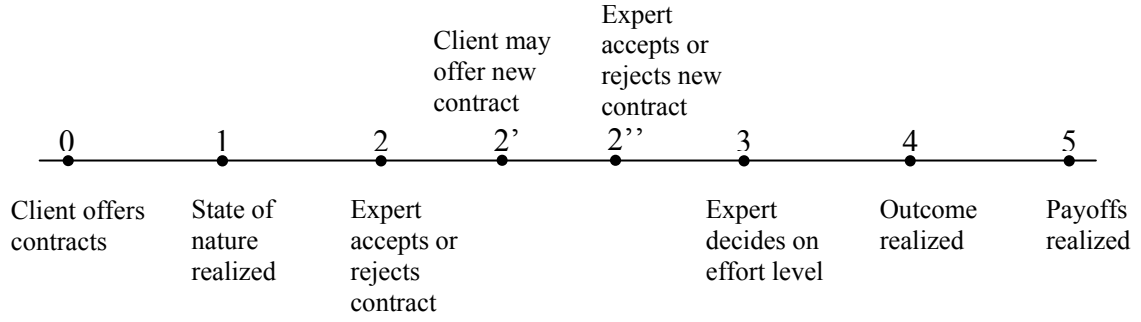 Client may
offer new
contract
Expert
accepts or
rejects new
contract
0
1
2
2’
2’’
3
4
5
Client offers
contracts
State of
nature
realized
Expert
accepts or
rejects
contract
Expert
decides on
effort level
Outcome
realized
Payoffs
realized